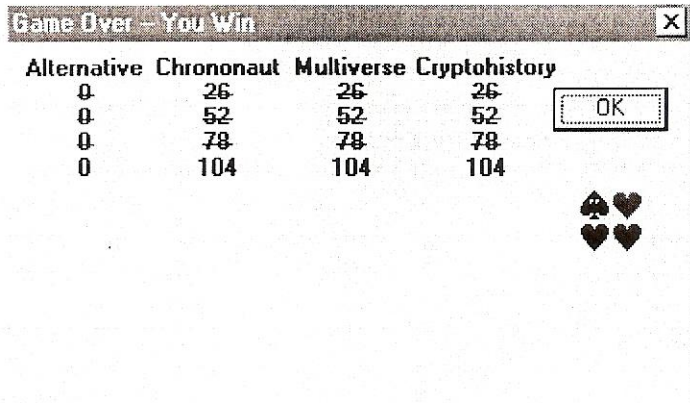 Game Over – You Win
Alternative Chrononaut Multiverse Cryptohistory
0 26 26 26
0 52 52 52
OK
0 78 78 78
0 104 104 104